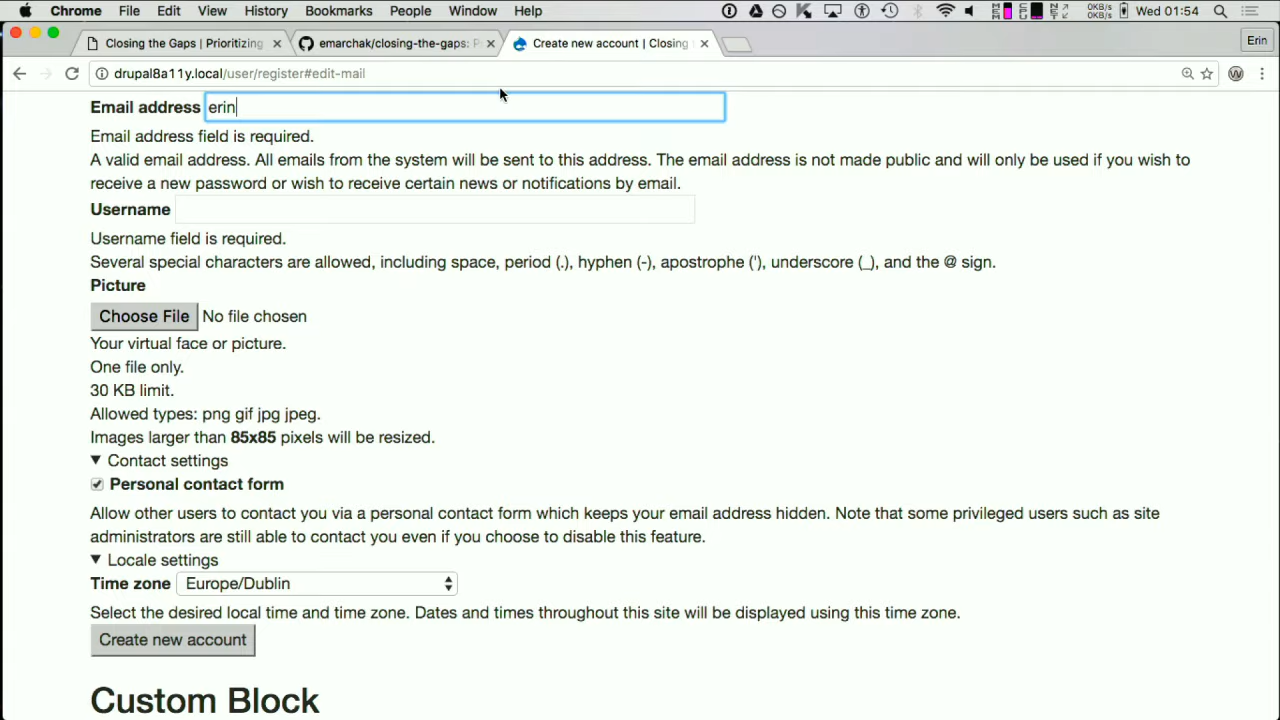 Chrome File Edit View History Bookmarks People Window Help 0KB/s 0KB/s Wed 01:54
Closing the Gaps | Prioritizing emarchak/closing-the-gaps: P Create new account | Closing Erin
drupal8a11y.local/user/register#edit-mail
Email address erin
Email address field is required.
A valid email address. All emails from the system will be sent to this address. The email address is not made public and will only be used if you wish to
receive a new password or wish to receive certain news or notifications by email.
Username
Username field is required.
Several special characters are allowed, including space, period (.), hyphen (-), apostrophe ('), underscore (_), and the @ sign.
Picture
Choose File No file chosen
Your virtual face or picture.
One file only.
30 KB limit.
Allowed types: png gif jpg jpeg.
Images larger than 85x85 pixels will be resized.
Contact settings
Personal contact form
Allow other users to contact you via a personal contact form which keeps your email address hidden. Note that some privileged users such as site
administrators are still able to contact you even if you choose to disable this feature.
Locale settings
Time zone Europe/Dublin
Select the desired local time and time zone. Dates and times throughout this site will be displayed using this time zone.
Create new account
Custom Block